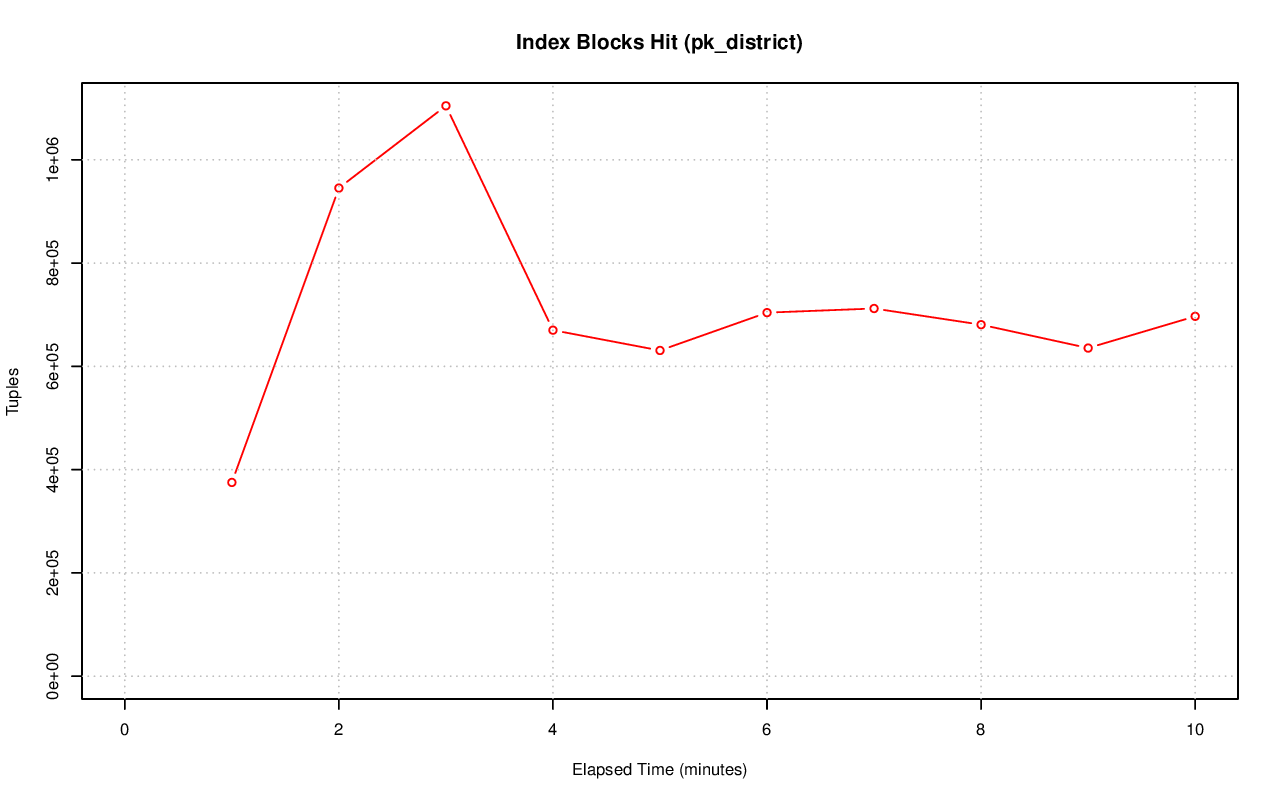 Index Blocks Hit (pk_district)
1e+06
8e+05
6e+05
4e+05
2e+05
0e+00
Tuples
0 2 4 6 8 10
Elapsed Time (minutes)